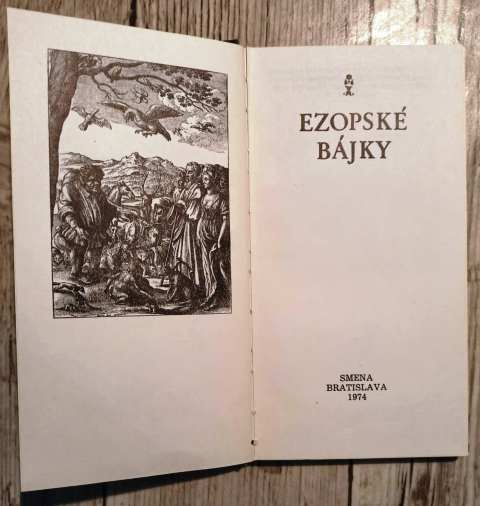 EZOPSKÉ
BÁJKY
SMENA
BRATISLAVA
1974